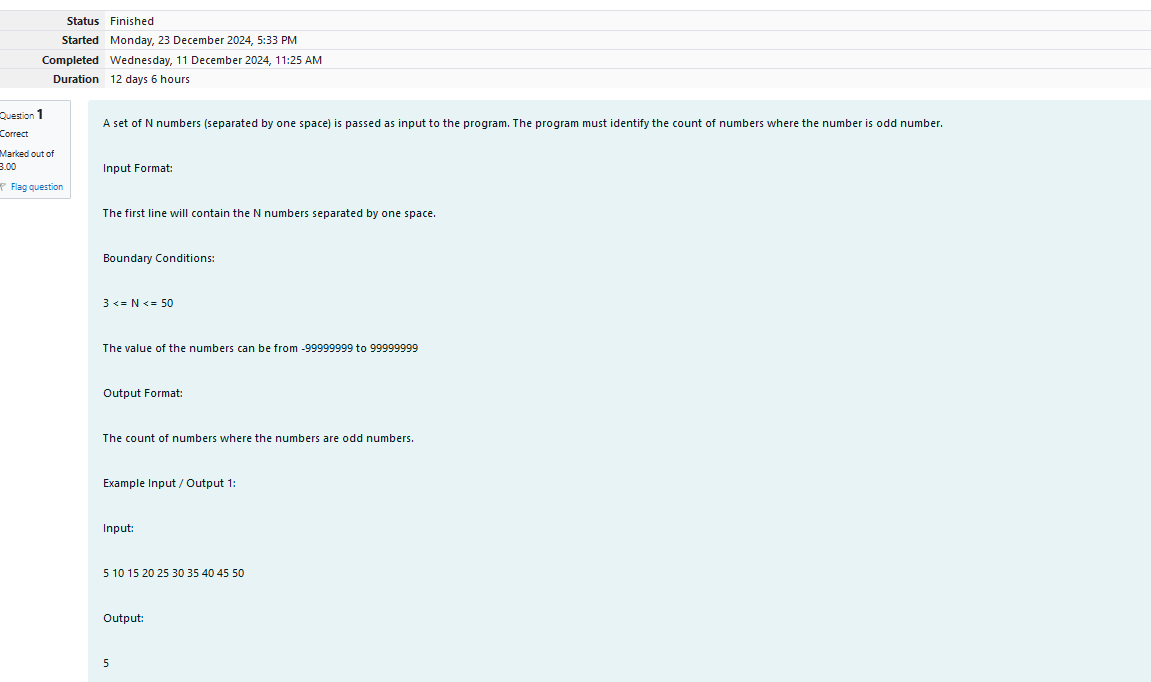 Status Finished
Started Monday, 23 December 2024, 5:33 PM
Completed Wednesday, 11 December 2024, 11:25 AM
Duration 12 days 6 hours
Question 1
Correct
Marked out of
3.00
Flag question
A set of N numbers (separated by one space) is passed as input to the program. The program must identify the count of numbers where the number is odd number.
Input Format:
The first line will contain the N numbers separated by one space.
Boundary Conditions:
3 <= N <= 50
The value of the numbers can be from -99999999 to 99999999
Output Format:
The count of numbers where the numbers are odd numbers.
Example Input / Output 1:
Input:
5 10 15 20 25 30 35 40 45 50
Output:
5